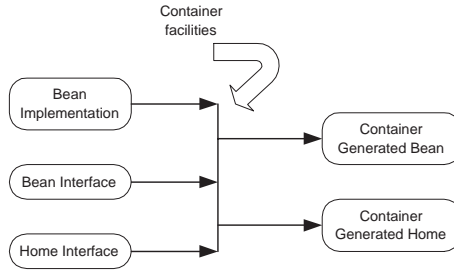 Container
facilities
Bean
Implementation
Bean Interface
Home Interface
Container
Generated Bean
Container
Generated Home